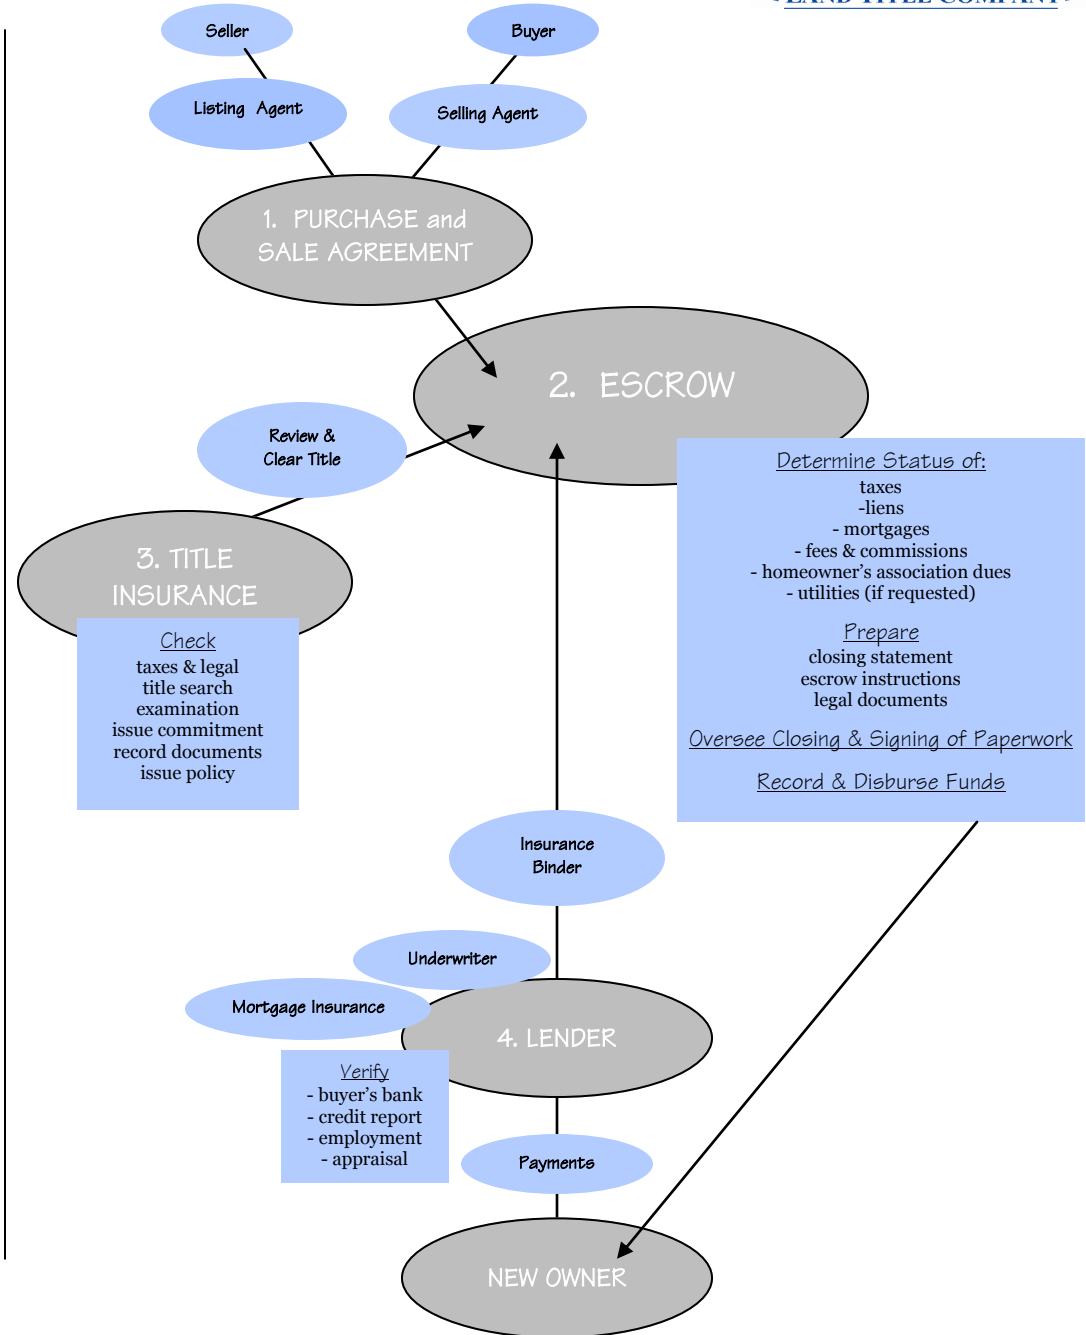 LAND TITLE COMPANY
Seller
Buyer
Listing Agent
Selling Agent
1. PURCHASE and
SALE AGREEMENT
2. ESCROW
Review &
Clear Title
Determine Status of:
taxes
-liens
- mortgages
- fees & commissions
- homeowner's association dues
- utilities (if requested)
Prepare
closing statement
escrow instructions
legal documents
Oversee Closing & Signing of Paperwork
Record & Disburse Funds
3. TITLE
INSURANCE
Check
taxes & legal
title search
examination
issue commitment
record documents
issue policy
Insurance
Binder
Underwriter
Mortgage Insurance
4. LENDER
Verify
- buyer's bank
- credit report
- employment
- appraisal
Payments
NEW OWNER